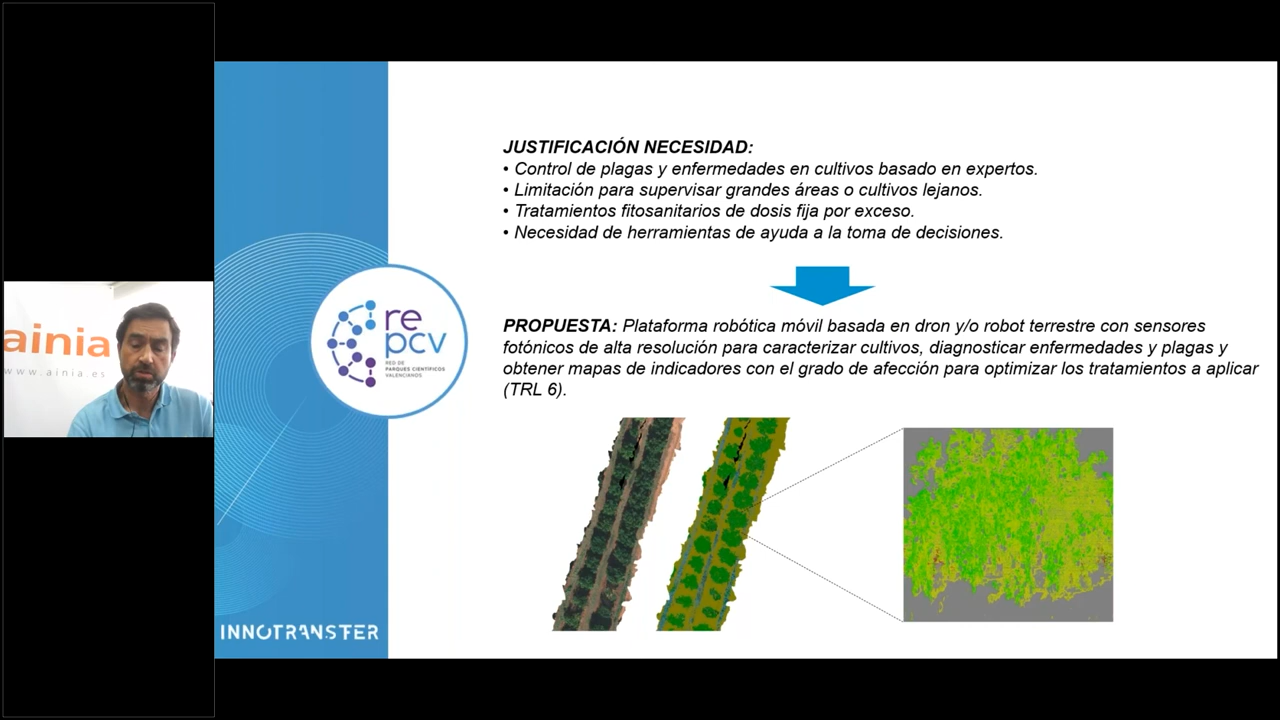 JUSTIFICACIÓN NECESIDAD:
• Control de plagas y enfermedades en cultivos basado en expertos.
• Limitación para supervisar grandes áreas o cultivos lejanos.
• Tratamientos fitosanitarios de dosis fija por exceso.
• Necesidad de herramientas de ayuda a la toma de decisiones.
PROPUESTA: Plataforma robótica móvil basada en dron y/o robot terrestre con sensores
fotónicos de alta resolución para caracterizar cultivos, diagnosticar enfermedades y plagas y
obtener mapas de indicadores con el grado de afección para optimizar los tratamientos a aplicar
(TRL 6).
re
pcv
RED DE
PARQUES CIENTÍFICOS
VALENCIANOS
ainia
www.ainia.es
INNOTRANSFER